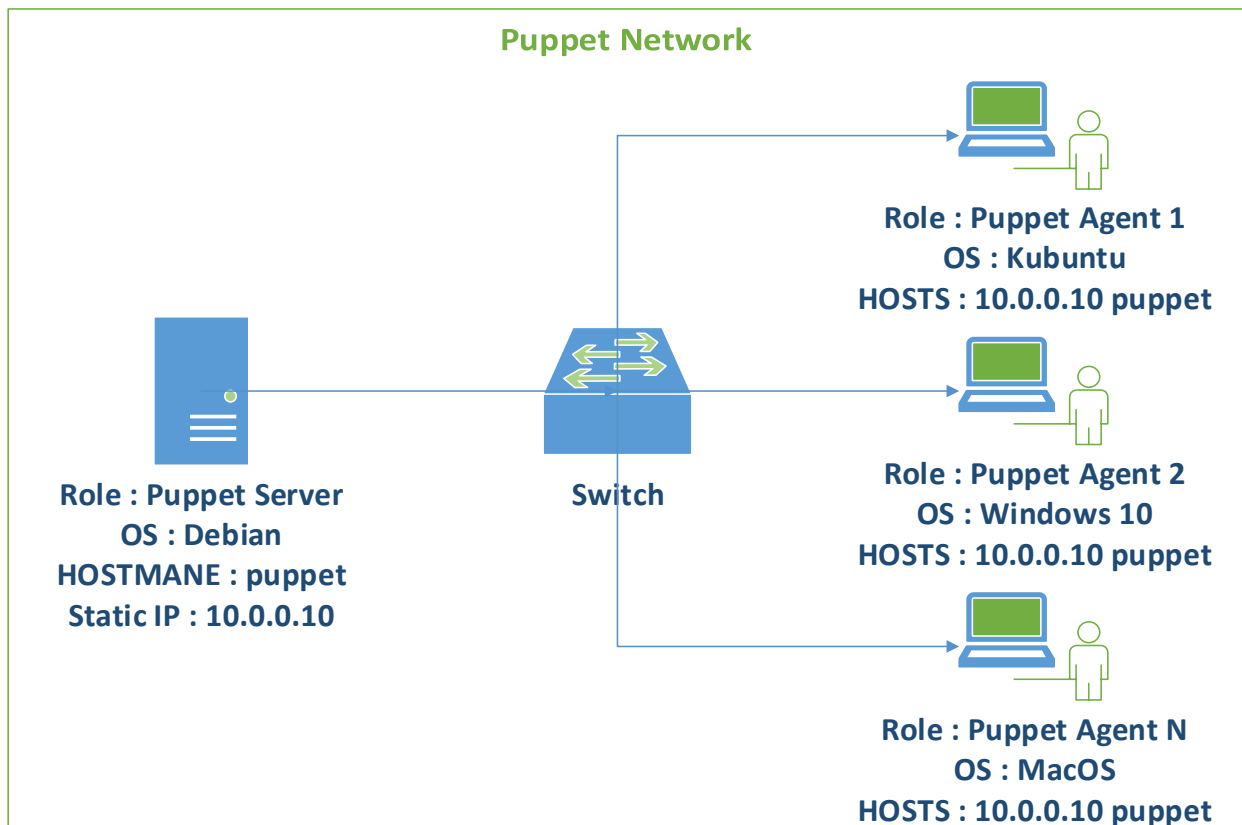 Puppet Network
Role : Puppet Agent 1
OS : Kubuntu
HOSTS : 10.0.0.10 puppet
Role : Puppet Server
OS : Debian
HOSTMANE : puppet
Static IP : 10.0.0.10
Switch
Role : Puppet Agent 2
OS : Windows 10
HOSTS : 10.0.0.10 puppet
Role : Puppet Agent N
OS : MacOS
HOSTS : 10.0.0.10 puppet